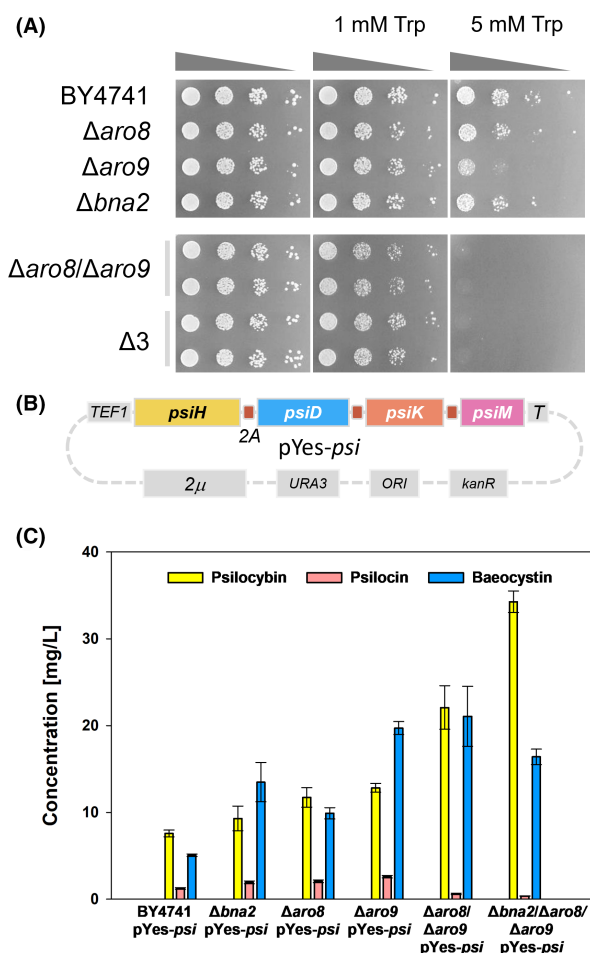 (A)
1 mM Trp 5 mM Trp
BY4741
Δaro8
Δaro9
Δbna2
Δaro8/Δaro9
Δ3
(B)
TEF1 psiH psiD psiK psiM T
2A
pYes-psi
2μ URA3 ORI kanR
(C)
40
Psilocybin Psilocin Baeocystin
30
20
10
0
Concentration [mg/L]
BY4741 Δbna2 Δaro8 Δaro9 Δaro8/ Δbna2/Δaro8/
pYes-psi pYes-psi pYes-psi pYes-psi Δaro9 Δaro9
pYes-psi pYes-psi